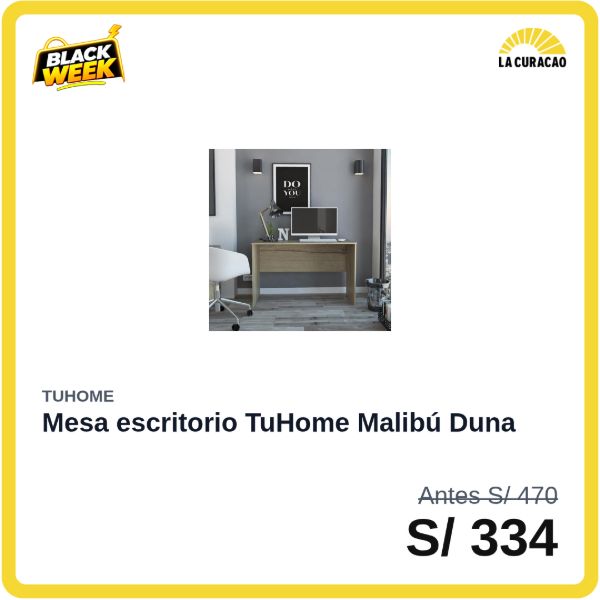 BLACK
WEEK
LA CURACAO
DO
YOU
N
TUHOME
Mesa escritorio TuHome Malibú Duna
Antes S/ 470
S/ 334